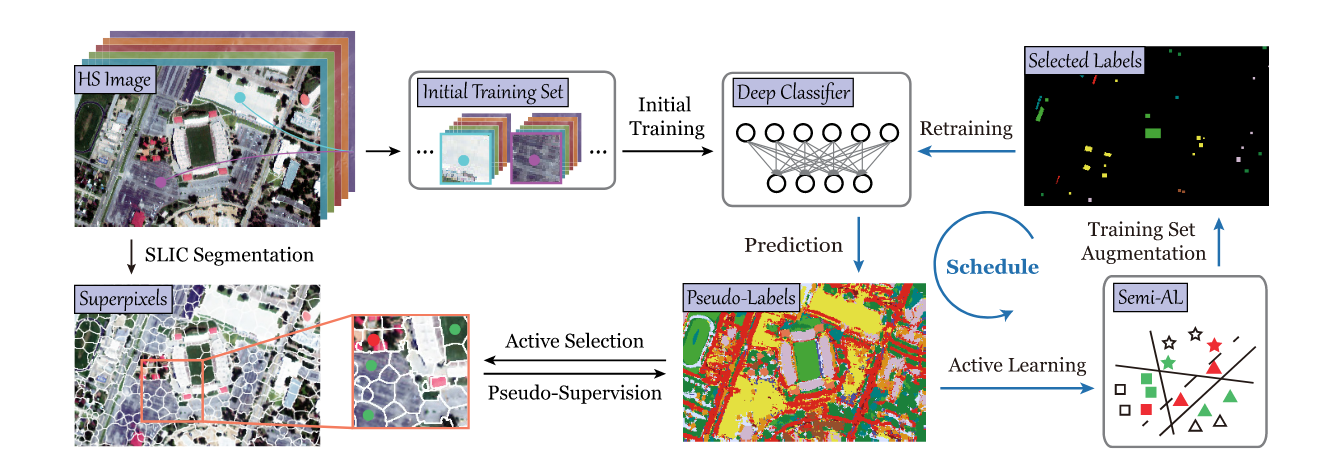 HS Image
Initial Training Set
...
...
Initial
Training
Deep Classifier
Retraining
Selected Labels
SLIC Segmentation
Prediction
Schedule
Training Set
Augmentation
Superpixels
Active Selection
Pseudo-Supervision
Pseudo-Labels
Active Learning
Semi-AL